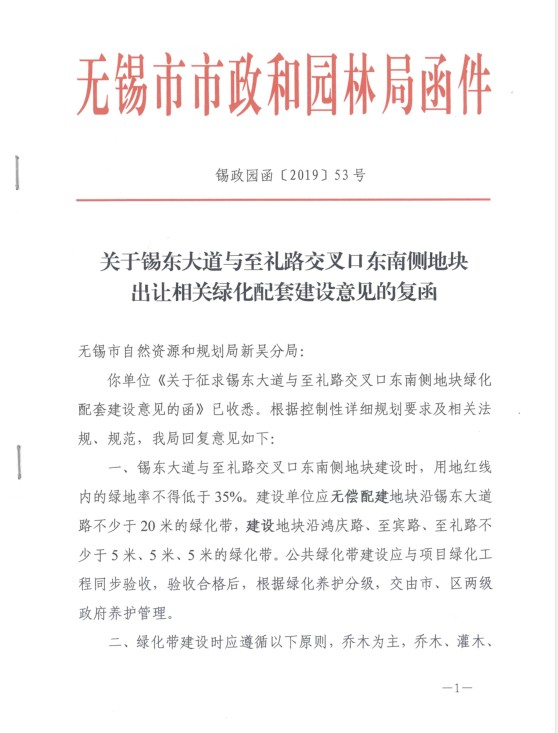 无锡市市政和园林局函件
锡政园函〔2019〕53号
关于锡东大道与至礼路交叉口东南侧地块
出让相关绿化配套建设意见的复函
无锡市自然资源和规划局新吴分局：
你单位《关于征求锡东大道与至礼路交叉口东南侧地块绿化
配套建设意见的函》已收悉。根据控制性详细规划要求及相关法
规、规范，我局回复意见如下：
一、锡东大道与至礼路交叉口东南侧地块建设时，用地红线
内的绿地率不得低于35%。建设单位应无偿配建地块沿锡东大道
路不少于20米的绿化带，建设地块沿鸿庆路、至宾路、至礼路不
少于5米、5米、5米的绿化带。公共绿化带建设应与项目绿化工
程同步验收，验收合格后，根据绿化养护分级，交由市、区两级
政府养护管理。
二、绿化带建设时应遵循以下原则，乔木为主，乔木、灌木、
—1—